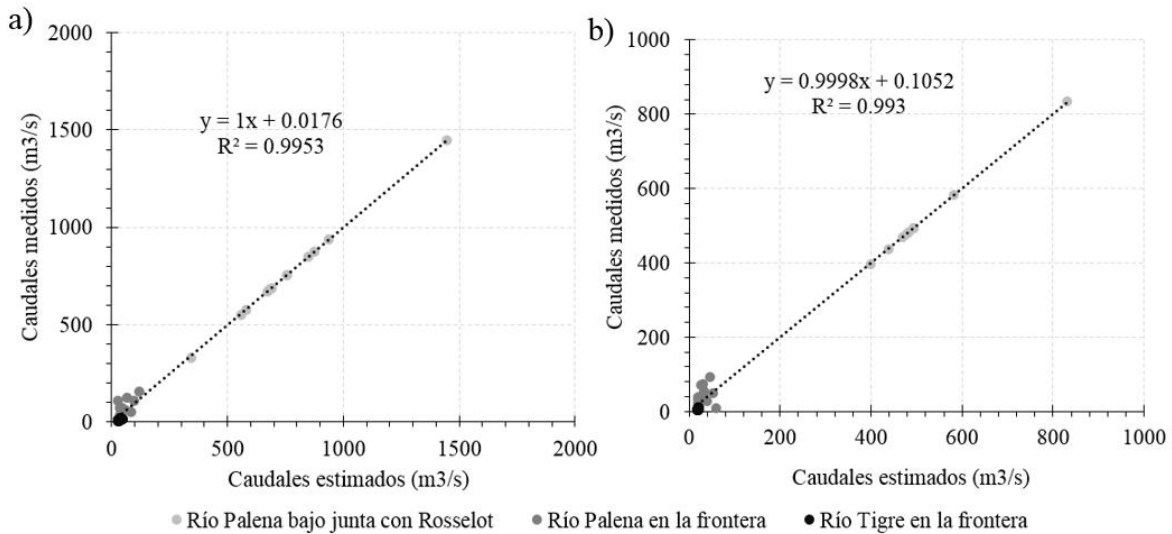 a)
2000
1500
1000
500
0
Caudales medidos (m3/s)
y = 1x + 0.0176
R² = 0.9953
0 500 1000 1500 2000
Caudales estimados (m3/s)
b)
1000
800
600
400
200
0
Caudales medidos (m3/s)
y = 0.9998x + 0.1052
R² = 0.993
0 200 400 600 800 1000
Caudales estimados (m3/s)
Río Palena bajo junta con Rosselot Río Palena en la frontera Río Tigre en la frontera